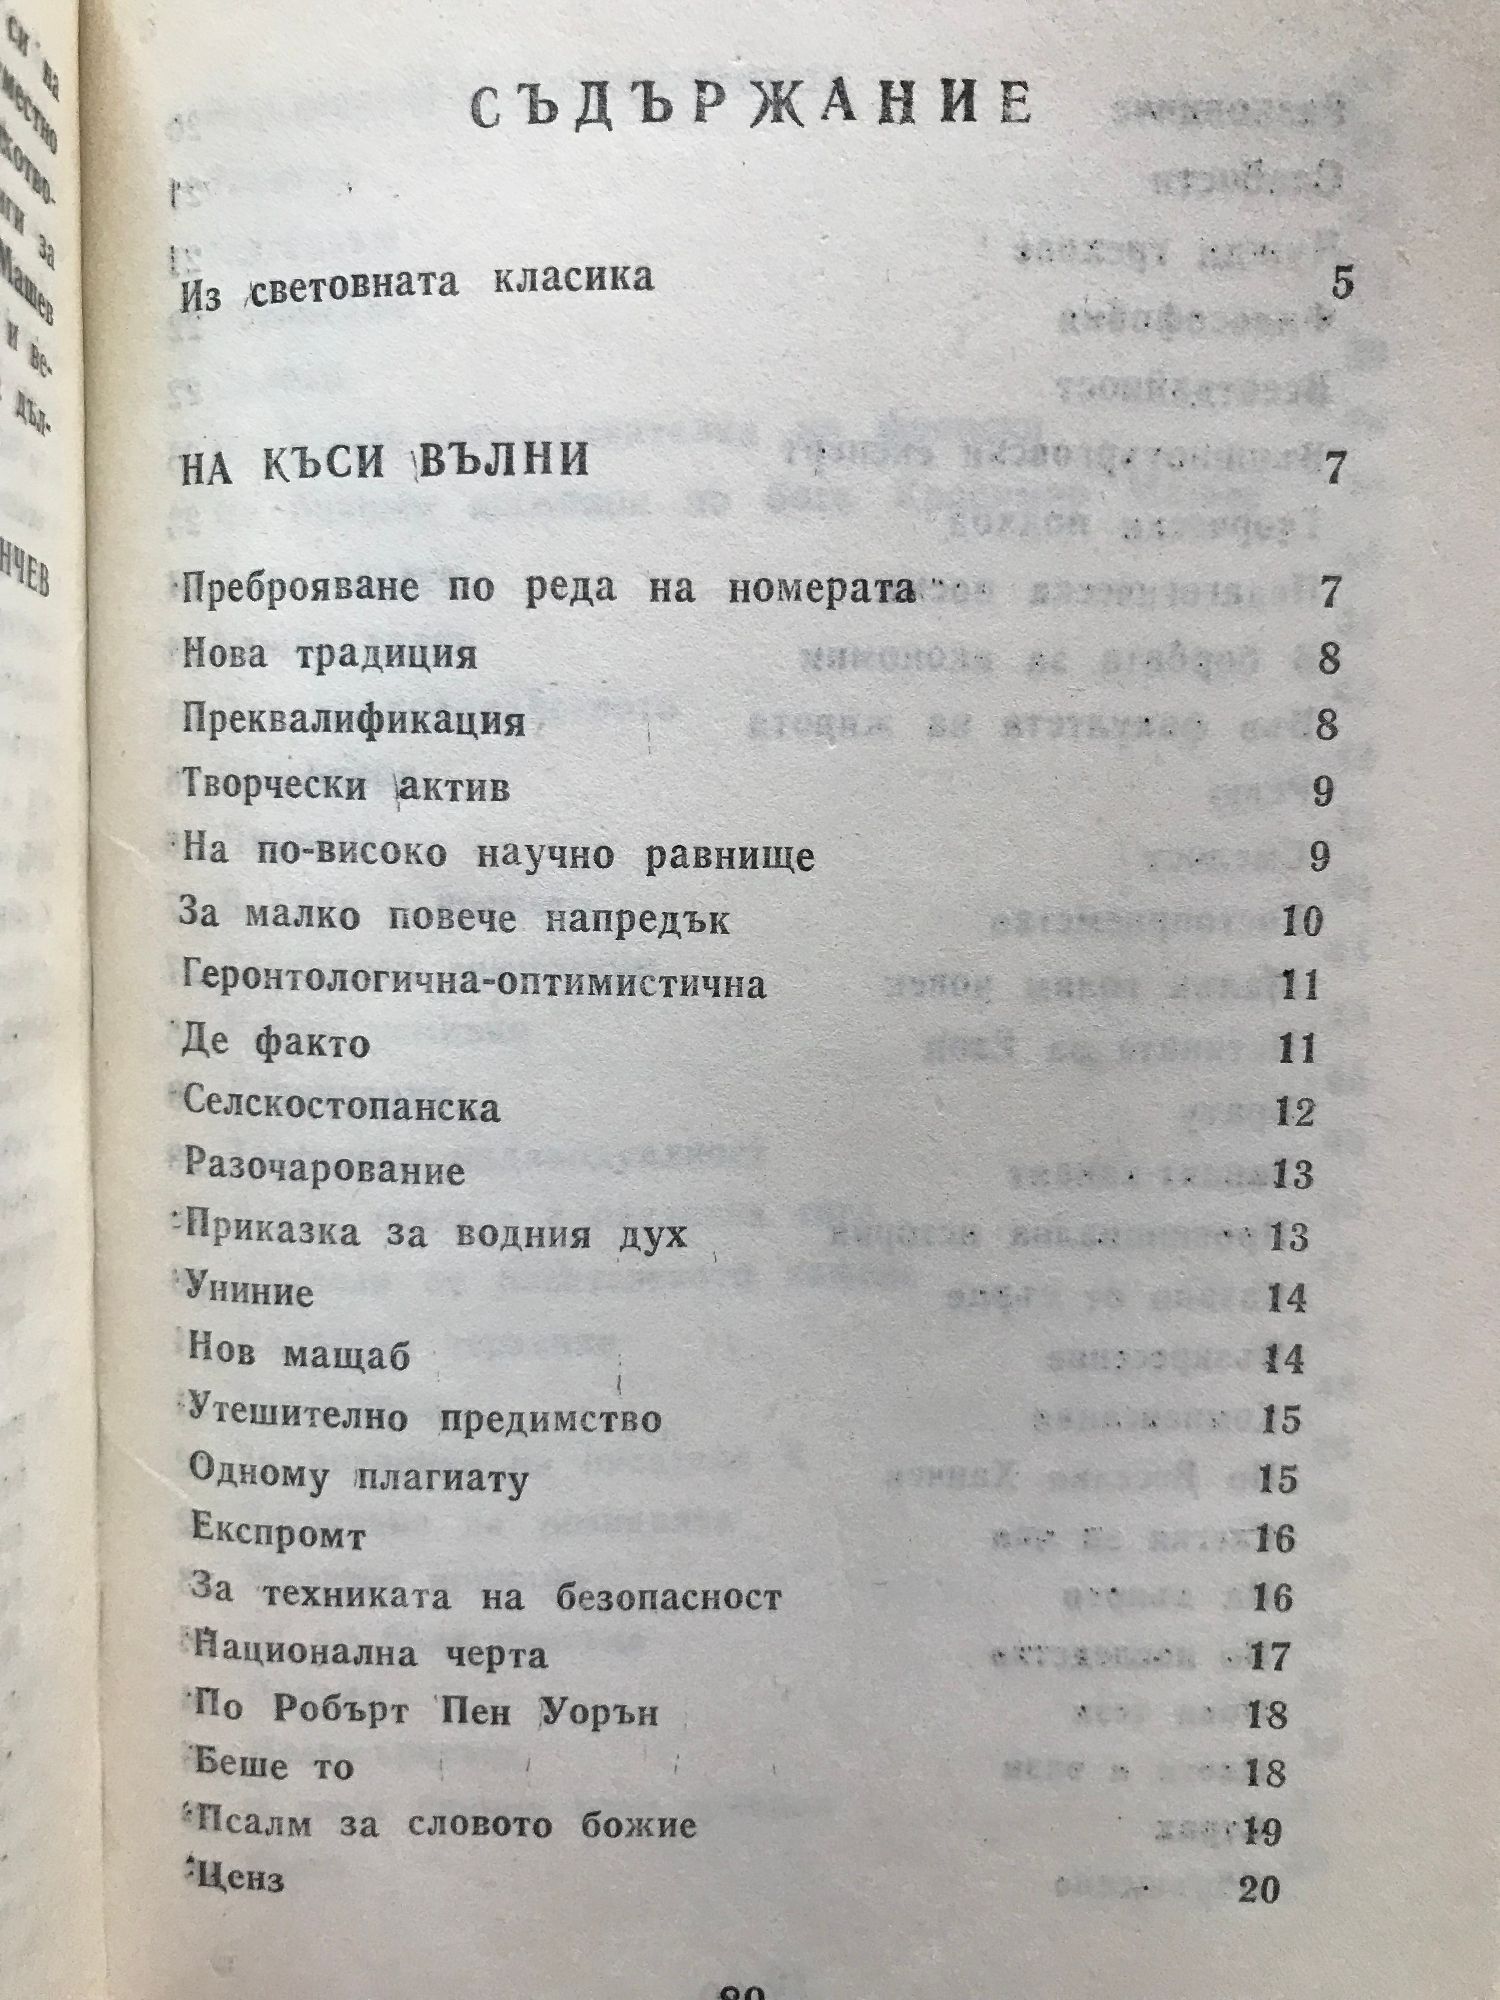 СЪДЪРЖАНИЕ
Из световната класика 5
НА КЪСИ ВЪЛНИ 7
Преброяване по реда на номерата 7
Нова традиция 8
Преквалификация 8
Творчески актив 9
На по-високо научно равнище 9
За малко повече напредък 10
Геронтологична-оптимистична 11
Де факто 11
Селскостопанска 12
Разочарование 13
Приказка за водния дух 13
Униние 14
Нов мащаб 14
Утешително предимство 15
Одному плагиату 15
Експромт 16
За техниката на безопасност 16
Национална черта 17
По Робърт Пен Уорън 18
Беше то 18
Псалм за словото божие 19
Ценз 20